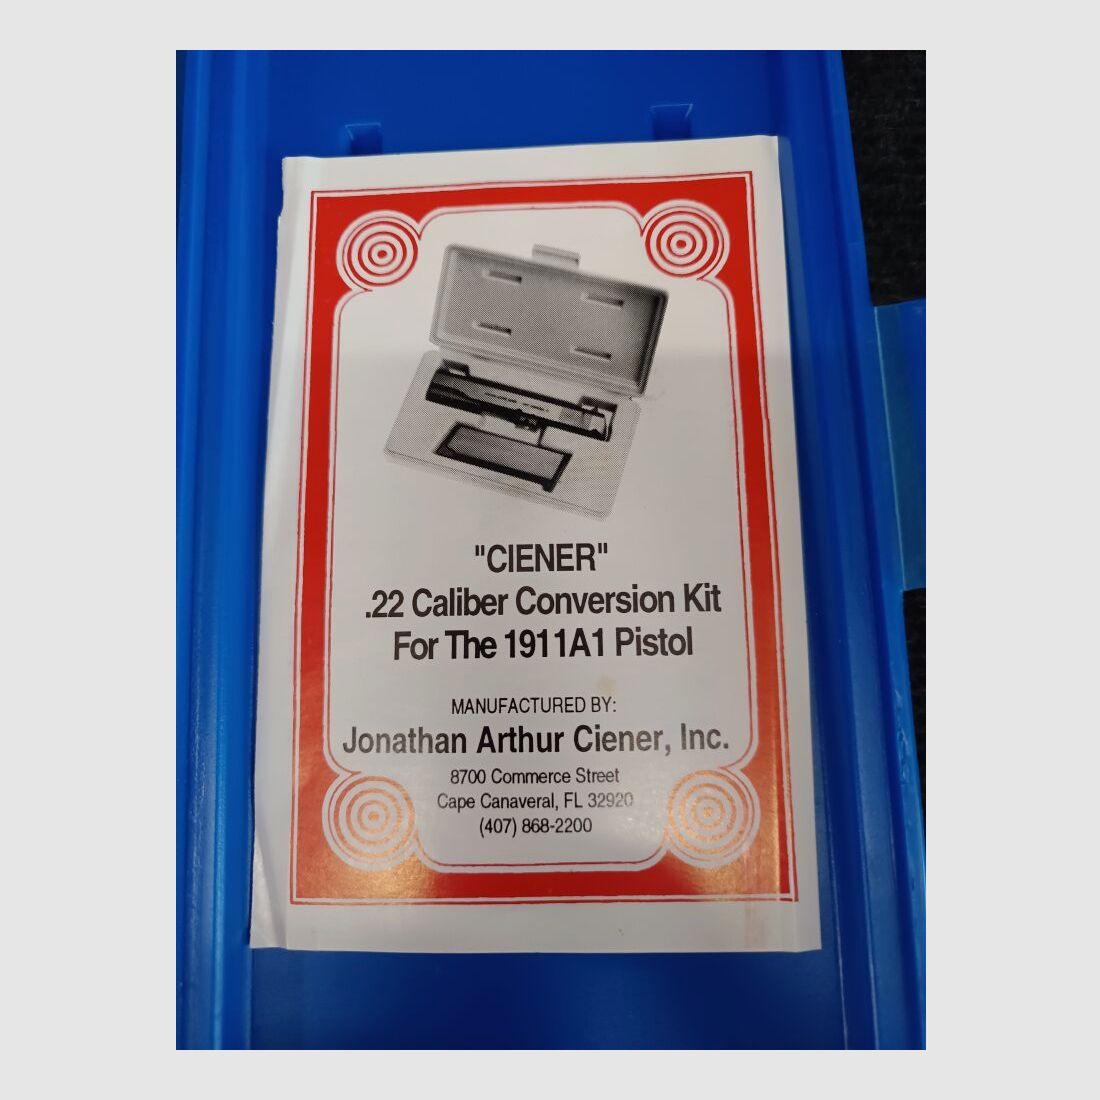 "CIENER"
.22 Caliber Conversion Kit
For The 1911A1 Pistol
MANUFACTURED BY:
Jonathan Arthur Ciener, Inc.
8700 Commerce Street
Cape Canaveral, FL 32920
(407) 868-2200